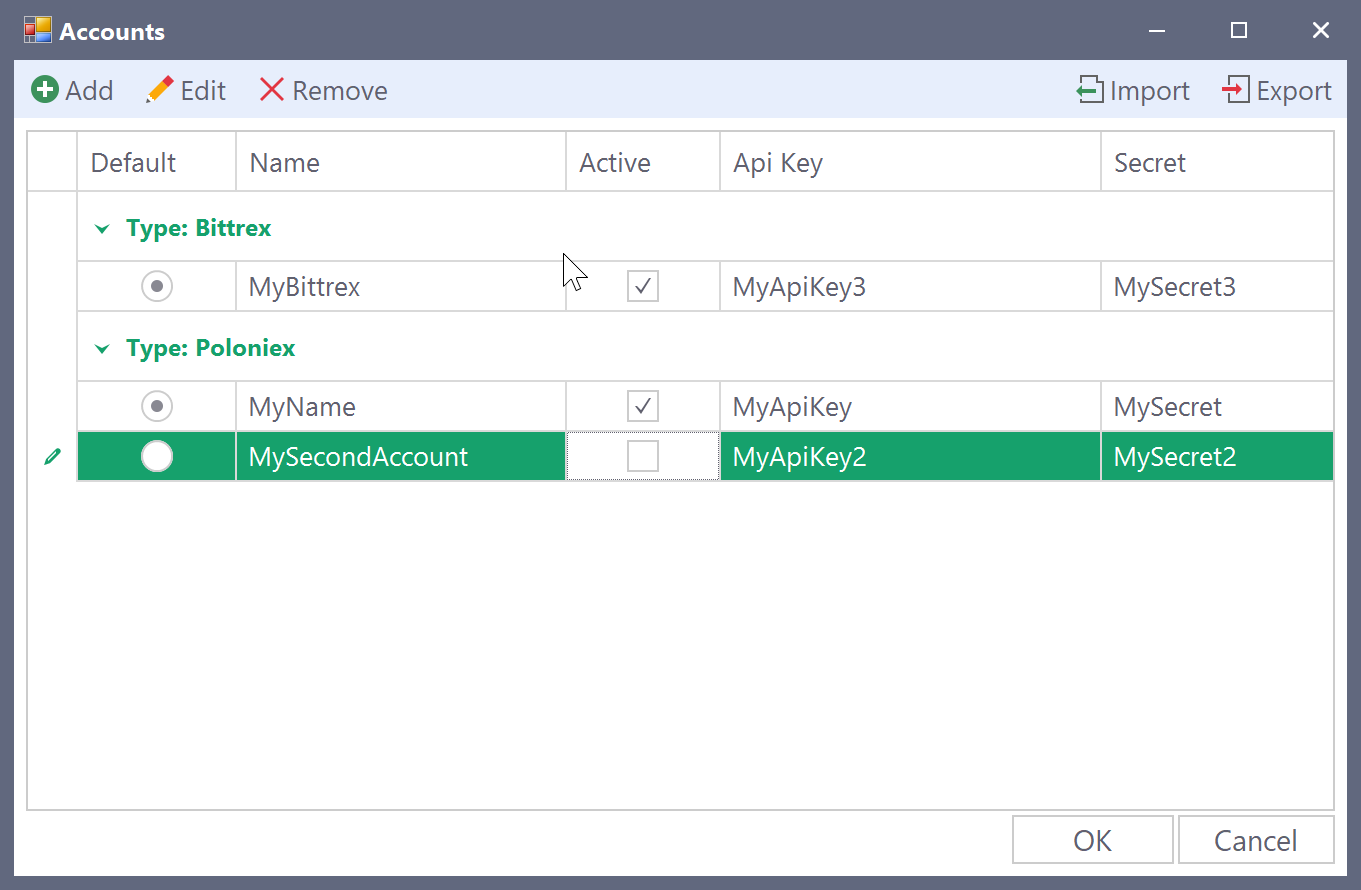 Accounts
Add Edit Remove Import Export
Default Name Active Api Key Secret
Type: Bittrex
MyBittrex MyApiKey3 MySecret3
Type: Poloniex
MyName MyApiKey MySecret
MySecondAccount MyApiKey2 MySecret2
OK Cancel